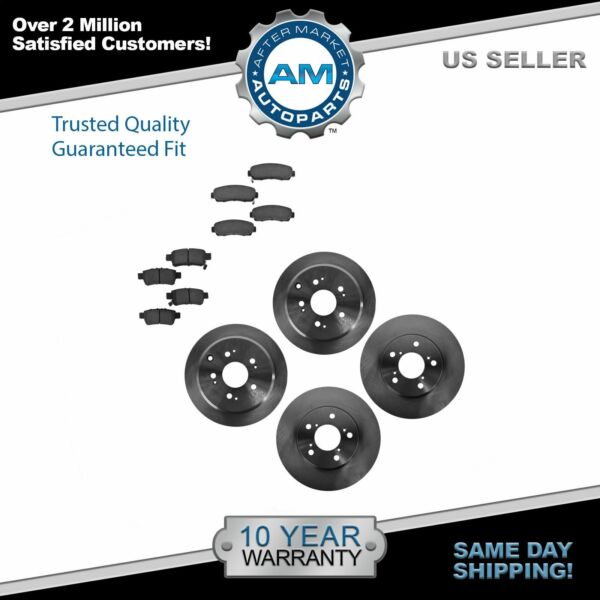 Over 2 Million
Satisfied Customers!
AFTER MARKET
AM
AUTOPARTS
TM
US SELLER
Trusted Quality
Guaranteed Fit
10 YEAR
WARRANTY
SAME DAY
SHIPPING!